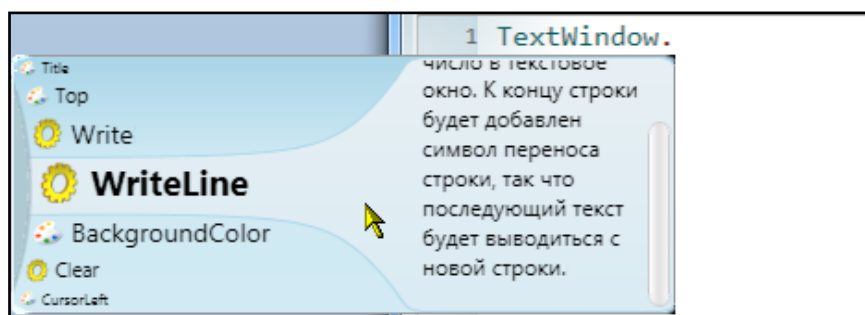 1 TextWindow.
Title
Top
Write
WriteLine
BackgroundColor
Clear
CursorLeft
число в текстовое
окно. К концу строки
будет добавлен
символ переноса
строки, так что
последующий текст
будет выводиться с
новой строки.